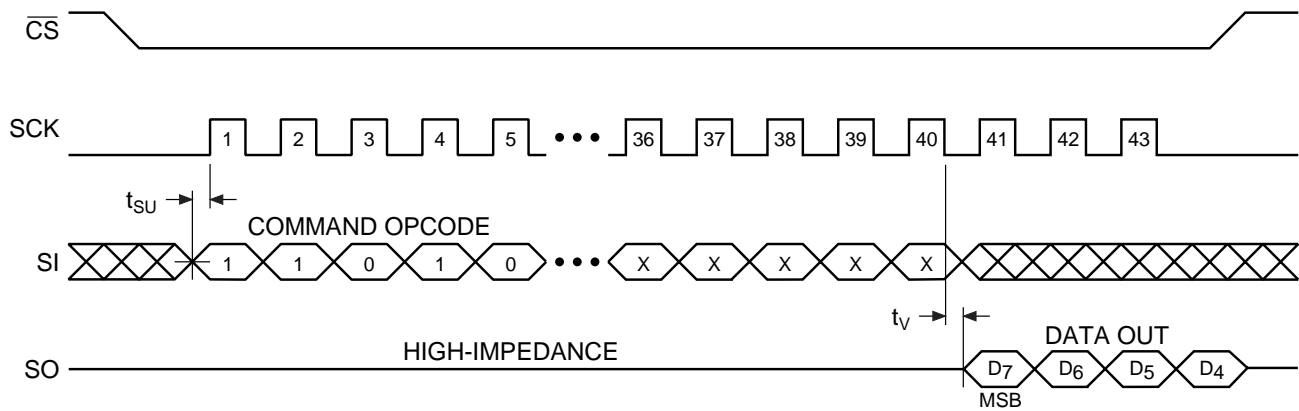 CS
SCK 1 2 3 4 5 ••• 36 37 38 39 40 41 42 43
tSU
COMMAND OPCODE
SI 1 1 0 1 0 ••• X X X X X
tV
HIGH-IMPEDANCE
DATA OUT
SO D7 D6 D5 D4
MSB